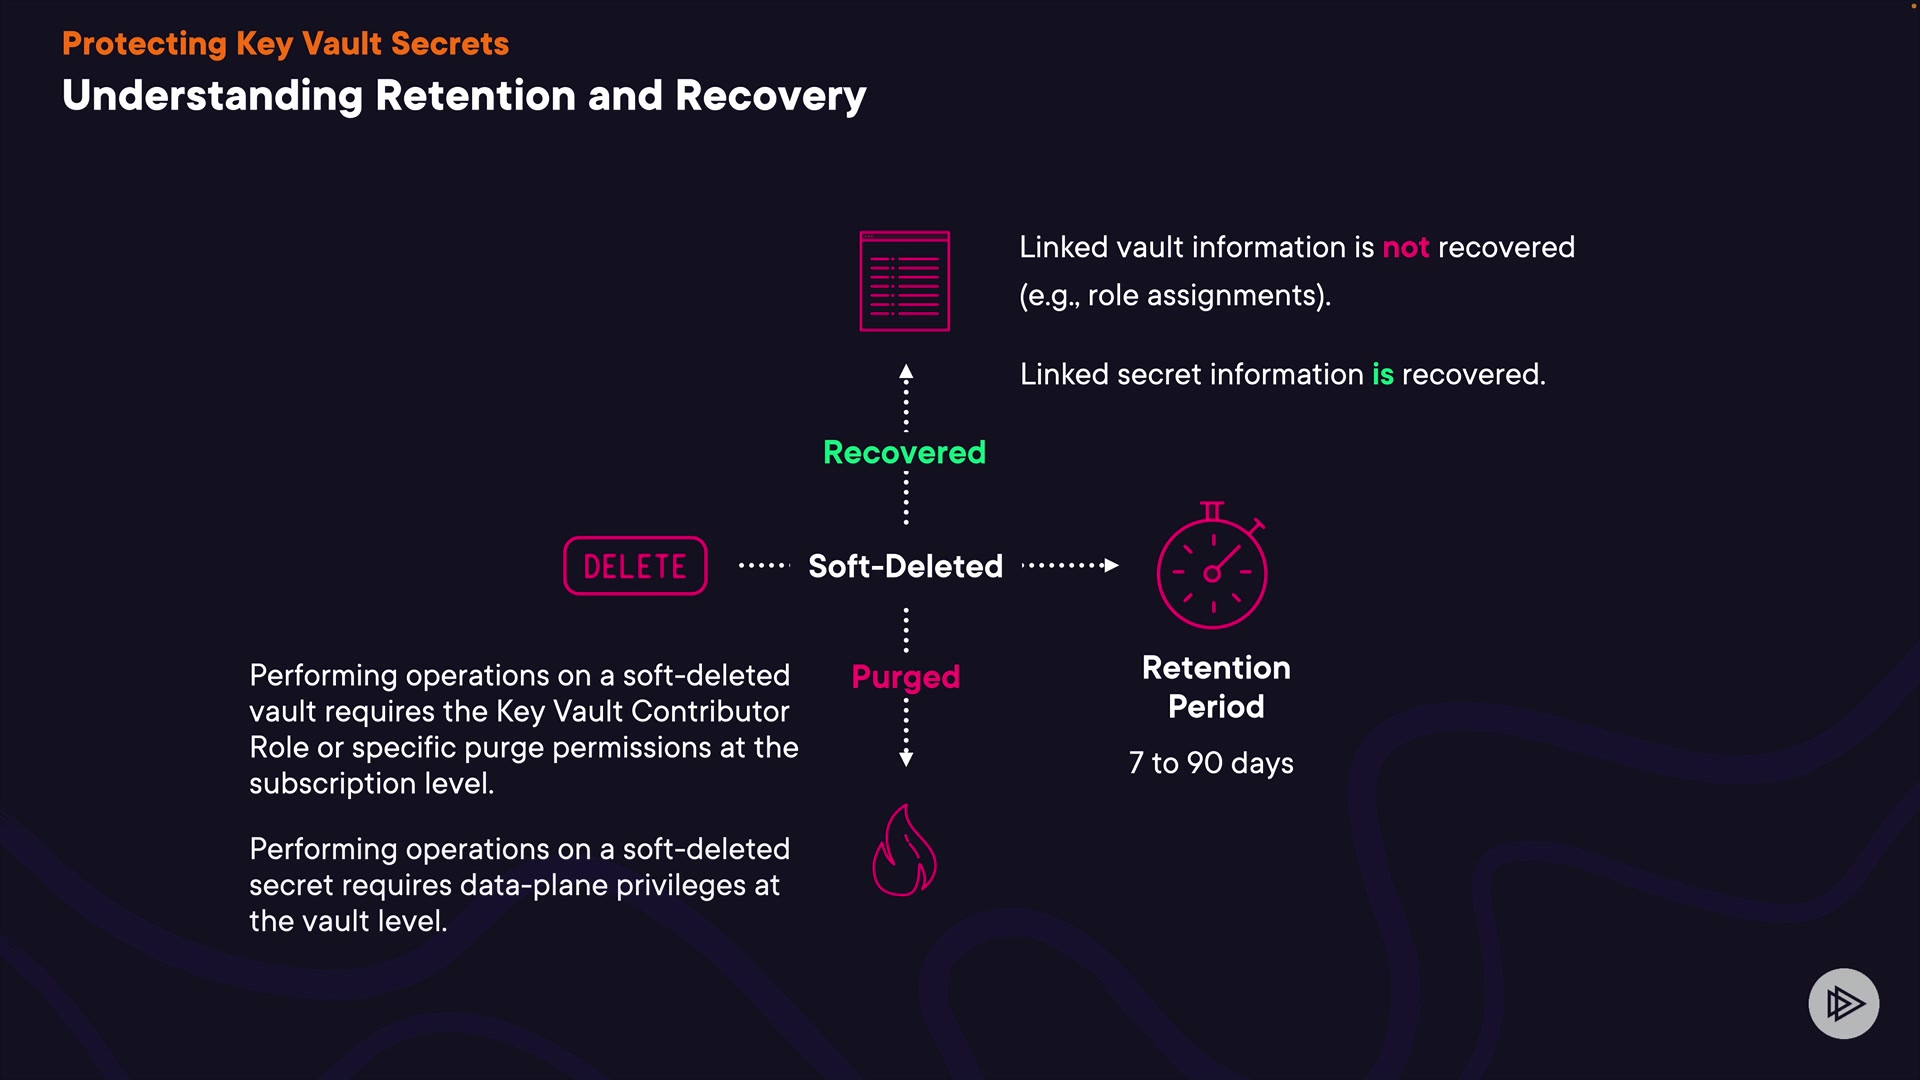 Protecting Key Vault Secrets
Understanding Retention and Recovery
Linked vault information is not recovered
(e.g., role assignments).
Linked secret information is recovered.
Recovered
DELETE
Soft-Deleted
Purged
Retention
Period
7 to 90 days
Performing operations on a soft-deleted
vault requires the Key Vault Contributor
Role or specific purge permissions at the
subscription level.
Performing operations on a soft-deleted
secret requires data-plane privileges at
the vault level.